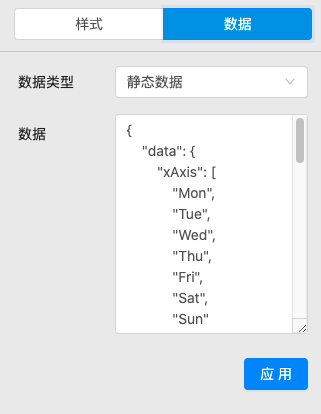 样式 数据
数据类型 静态数据
数据
{
"data": {
"xAxis": [
"Mon",
"Tue",
"Wed",
"Thu",
"Fri",
"Sat",
"Sun"
应 用